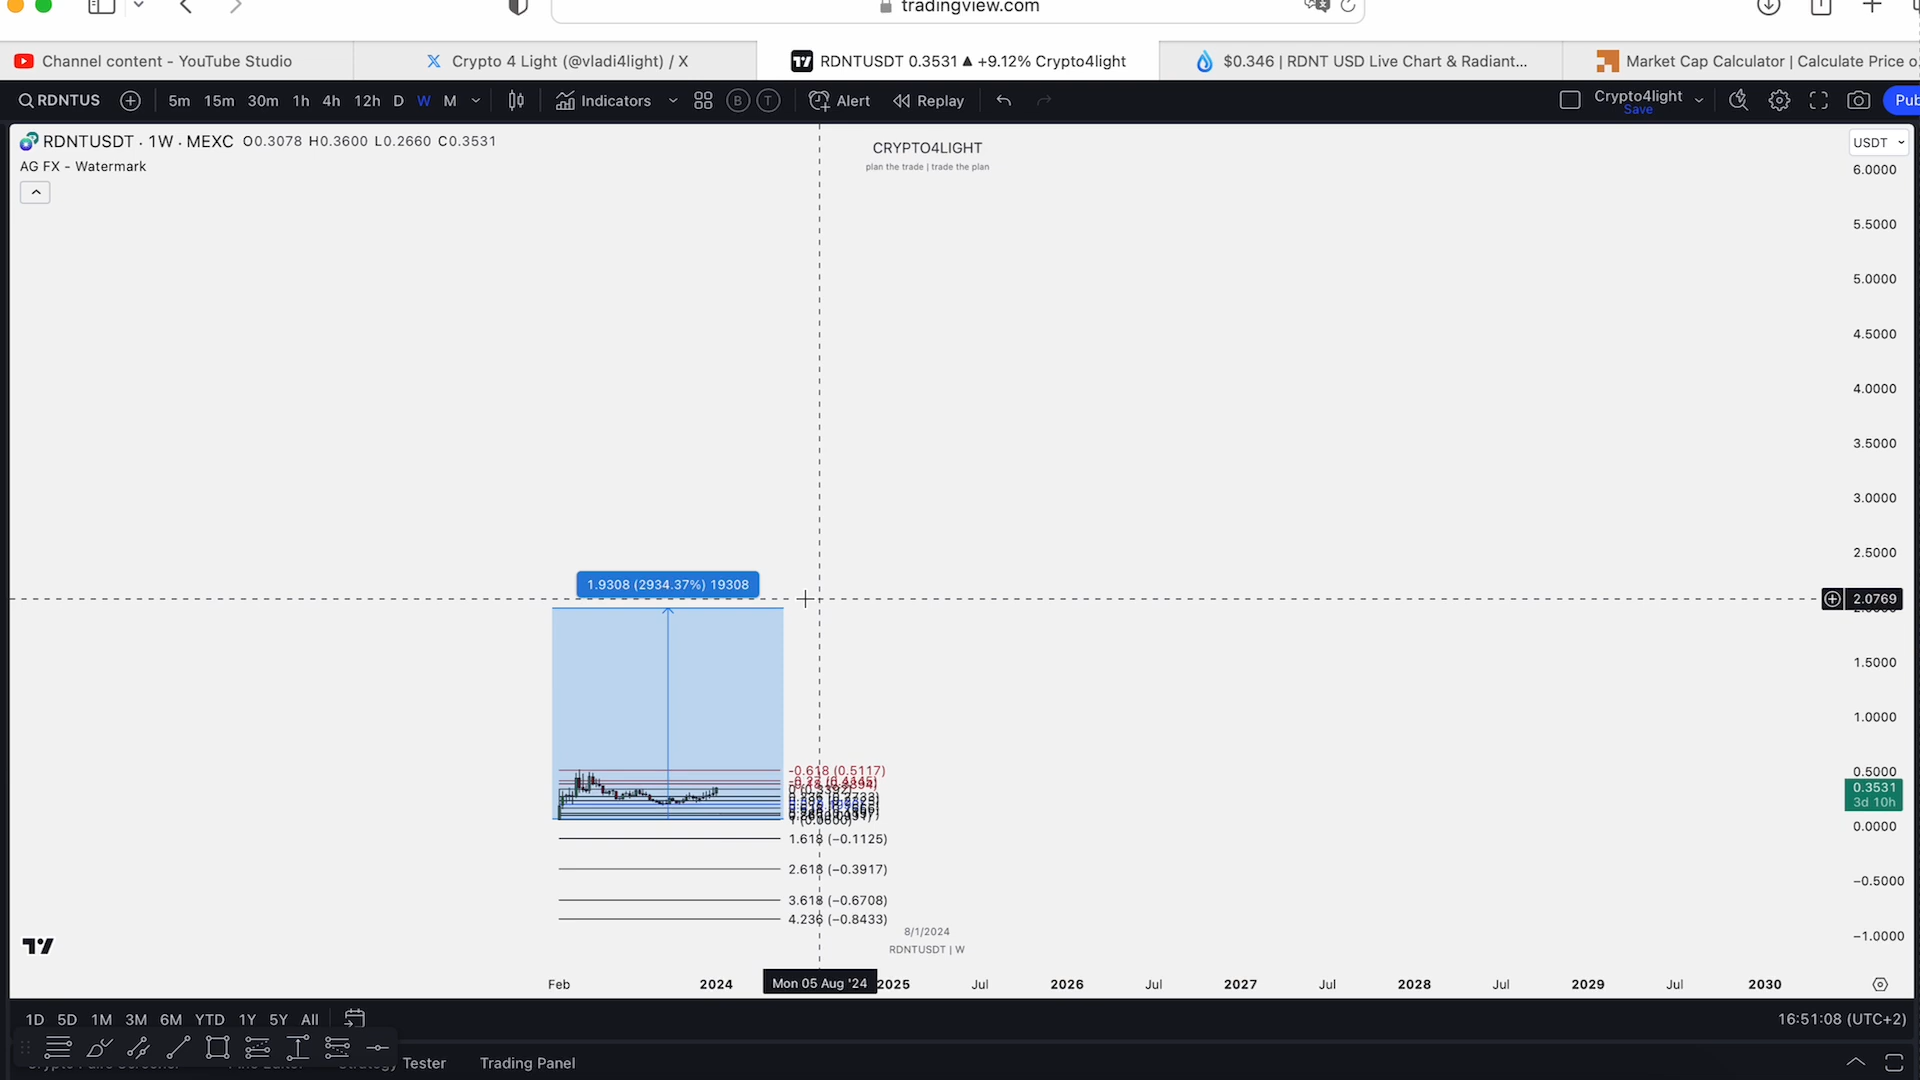 tradingview.com
Channel content - YouTube Studio
Crypto 4 Light (@vladi4light) / X
RDNTUSDT 0.3531 ▲ +9.12% Crypto4light
$0.346 | RDNT USD Live Chart & Radiant...
Market Cap Calculator | Calculate Price o
RDNTUS 5m 15m 30m 1h 4h 12h D W M Indicators B T Alert Replay Crypto4light Pub
Save
RDNTUSDT · 1W · MEXC O0.3078 H0.3600 L0.2660 C0.3531
AG FX - Watermark
CRYPTO4LIGHT
plan the trade | trade the plan
USDT
6.0000
5.5000
5.0000
4.5000
4.0000
3.5000
3.0000
2.5000
1.9308 (2934.37%) 19308
2.0769
1.5000
1.0000
0.5000
-0.618 (0.5117)
0.3531
3d 10h
0.0000
1.618 (−0.1125)
2.618 (−0.3917)
−0.5000
3.618 (−0.6708)
4.236 (−0.8433)
8/1/2024
RDNTUSDT | W
−1.0000
Feb 2024 Mon 05 Aug '24 2025 Jul 2026 Jul 2027 Jul 2028 Jul 2029 Jul 2030
1D 5D 1M 3M 6M YTD 1Y 5Y All 16:51:08 (UTC+2)
Tester Trading Panel